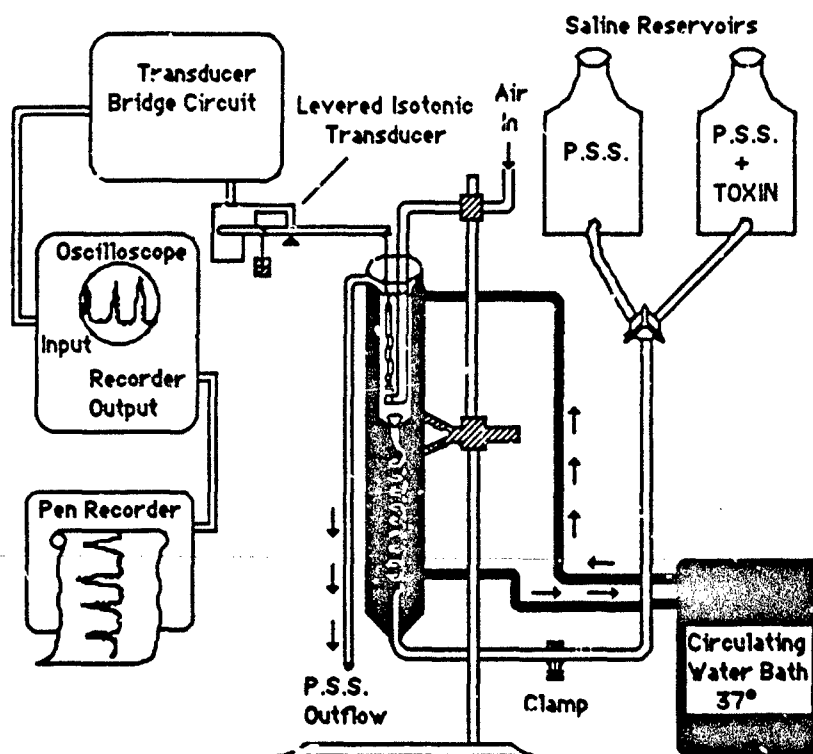 Saline Reservoirs
Transducer
Bridge Circuit
Levered Isotonic
Transducer
Air
In
P.S.S.
P.S.S.
+
TOXIN
Oscilloscope
Input
Recorder
Output
Pen Recorder
P.S.S.
Outflow
Clamp
Circulating
Water Bath
37°